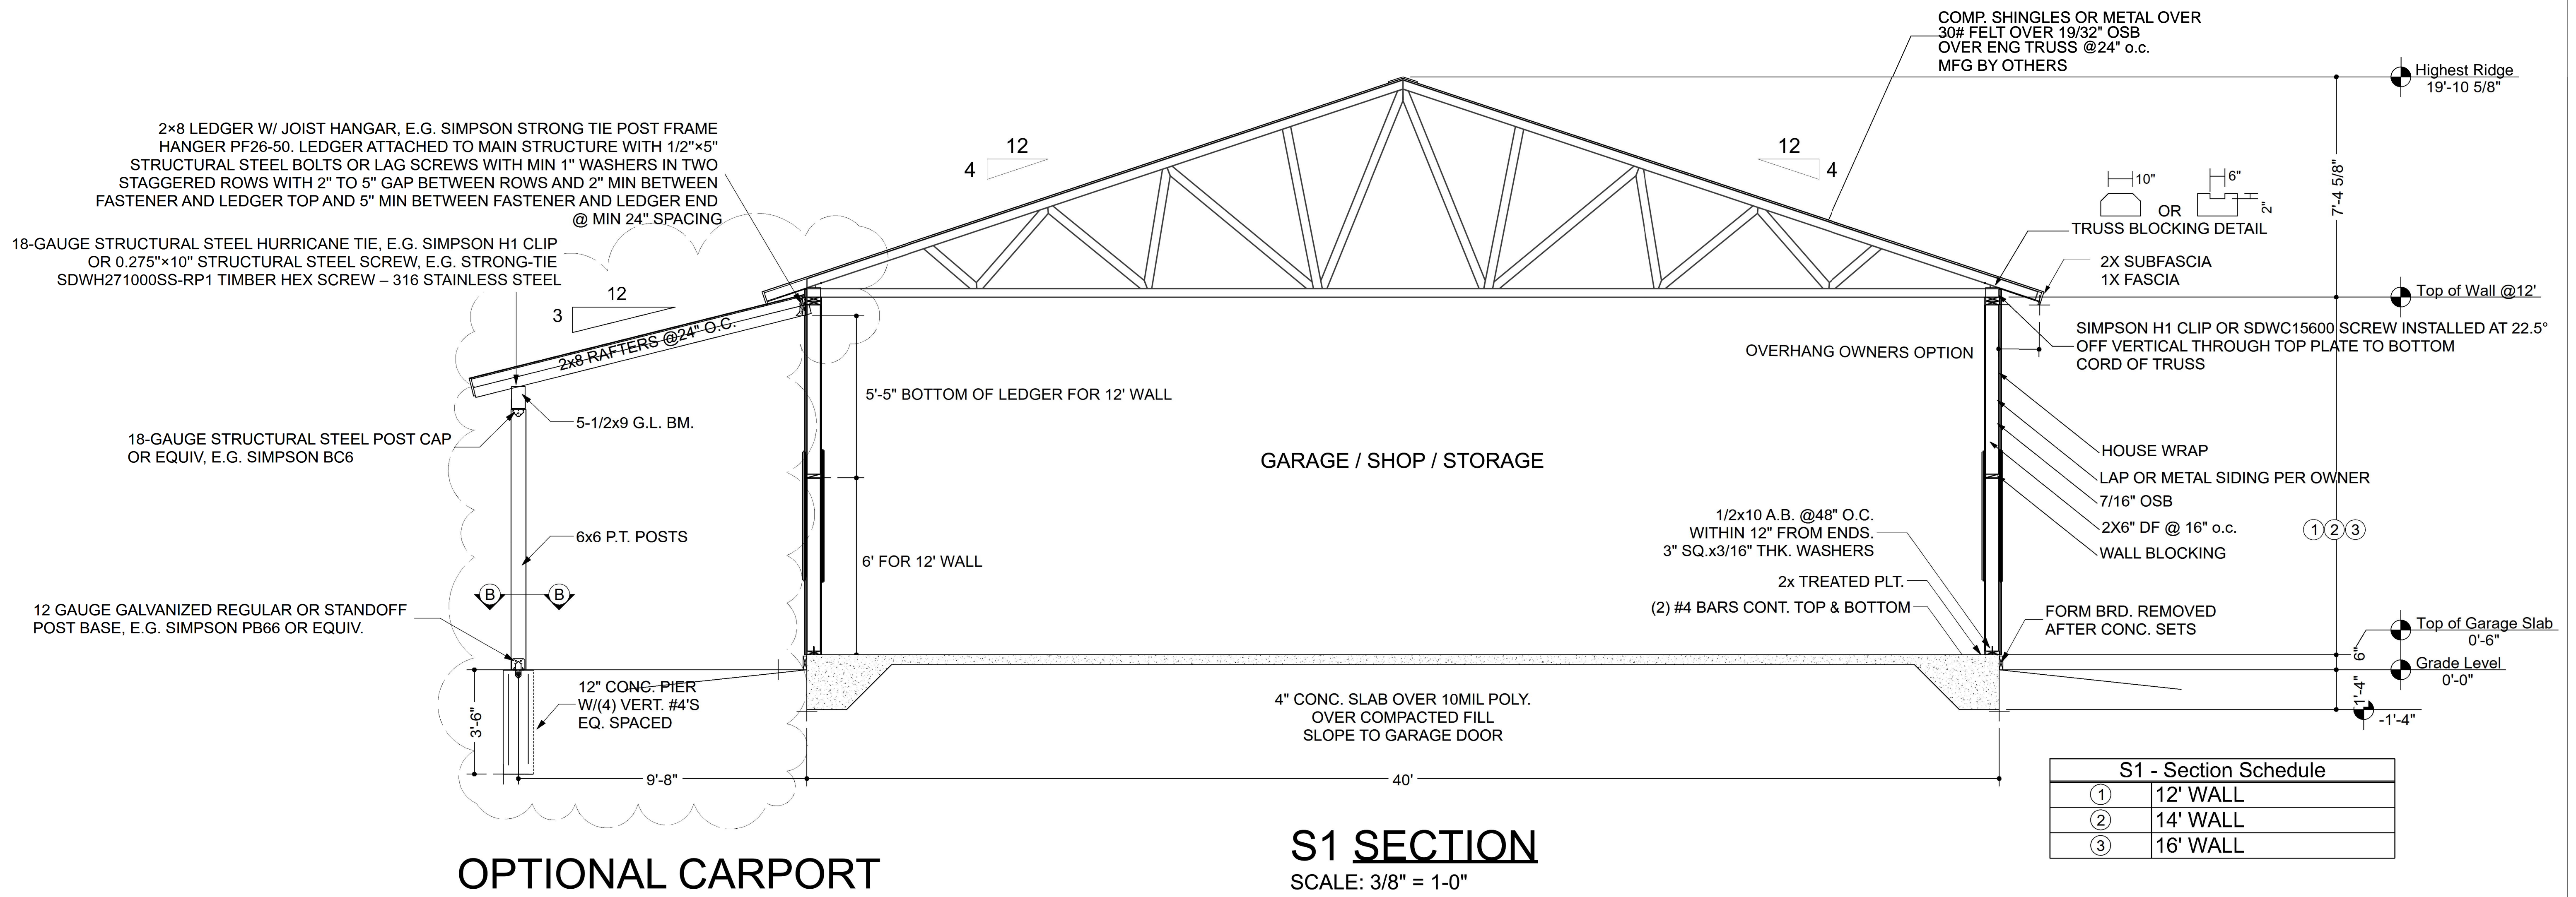 COMP. SHINGLES OR METAL OVER
30# FELT OVER 19/32" OSB
OVER ENG TRUSS @24" o.c.
MFG BY OTHERS
Highest Ridge
19'-10 5/8"
2×8 LEDGER W/ JOIST HANGAR, E.G. SIMPSON STRONG TIE POST FRAME
HANGER PF26-50. LEDGER ATTACHED TO MAIN STRUCTURE WITH 1/2"×5"
STRUCTURAL STEEL BOLTS OR LAG SCREWS WITH MIN 1" WASHERS IN TWO
STAGGERED ROWS WITH 2" TO 5" GAP BETWEEN ROWS AND 2" MIN BETWEEN
FASTENER AND LEDGER TOP AND 5" MIN BETWEEN FASTENER AND LEDGER END
@ MIN 24" SPACING
12
4
12
4
7'-4 5/8"
10"
OR
6"
2"
TRUSS BLOCKING DETAIL
18-GAUGE STRUCTURAL STEEL HURRICANE TIE, E.G. SIMPSON H1 CLIP
OR 0.275"×10" STRUCTURAL STEEL SCREW, E.G. STRONG-TIE
SDWH271000SS-RP1 TIMBER HEX SCREW – 316 STAINLESS STEEL
2X SUBFASCIA
1X FASCIA
12
3
2x8 RAFTERS @24" O.C.
Top of Wall @12'
SIMPSON H1 CLIP OR SDWC15600 SCREW INSTALLED AT 22.5°
OFF VERTICAL THROUGH TOP PLATE TO BOTTOM
CORD OF TRUSS
OVERHANG OWNERS OPTION
5'-5" BOTTOM OF LEDGER FOR 12' WALL
5-1/2x9 G.L. BM.
18-GAUGE STRUCTURAL STEEL POST CAP
OR EQUIV, E.G. SIMPSON BC6
GARAGE / SHOP / STORAGE
HOUSE WRAP
LAP OR METAL SIDING PER OWNER
7/16" OSB
2X6" DF @ 16" o.c.
WALL BLOCKING
1 2 3
6x6 P.T. POSTS
6' FOR 12' WALL
1/2x10 A.B. @48" O.C.
WITHIN 12" FROM ENDS.
3" SQ.x3/16" THK. WASHERS
2x TREATED PLT.
(2) #4 BARS CONT. TOP & BOTTOM
B B
12 GAUGE GALVANIZED REGULAR OR STANDOFF
POST BASE, E.G. SIMPSON PB66 OR EQUIV.
FORM BRD. REMOVED
AFTER CONC. SETS
Top of Garage Slab
0'-6"
6"
Grade Level
0'-0"
1'-4"
-1'-4"
3'-6"
12" CONC. PIER
W/(4) VERT. #4'S
EQ. SPACED
4" CONC. SLAB OVER 10MIL POLY.
OVER COMPACTED FILL
SLOPE TO GARAGE DOOR
9'-8"
40'
S1 - Section Schedule
1 12' WALL
2 14' WALL
3 16' WALL
OPTIONAL CARPORT
S1 SECTION
SCALE: 3/8" = 1-0"